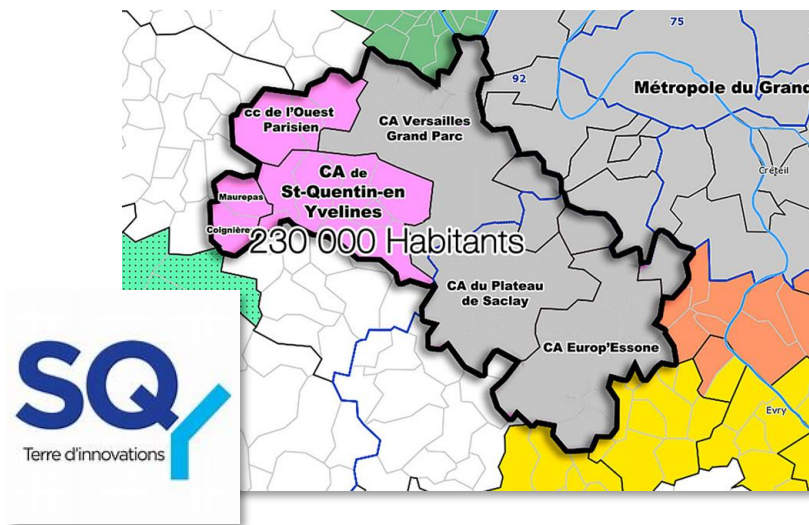 75
92
Métropole du Grand
cc de l'Ouest
Parisien
CA Versailles
Grand Parc
Créteil
CA de
St-Quentin-en
Yvelines
Maurepas
Coignière
230 000 Habitants
CA du Plateau
de Saclay
CA Europ'Essone
Evry
SQY
Terre d'innovations